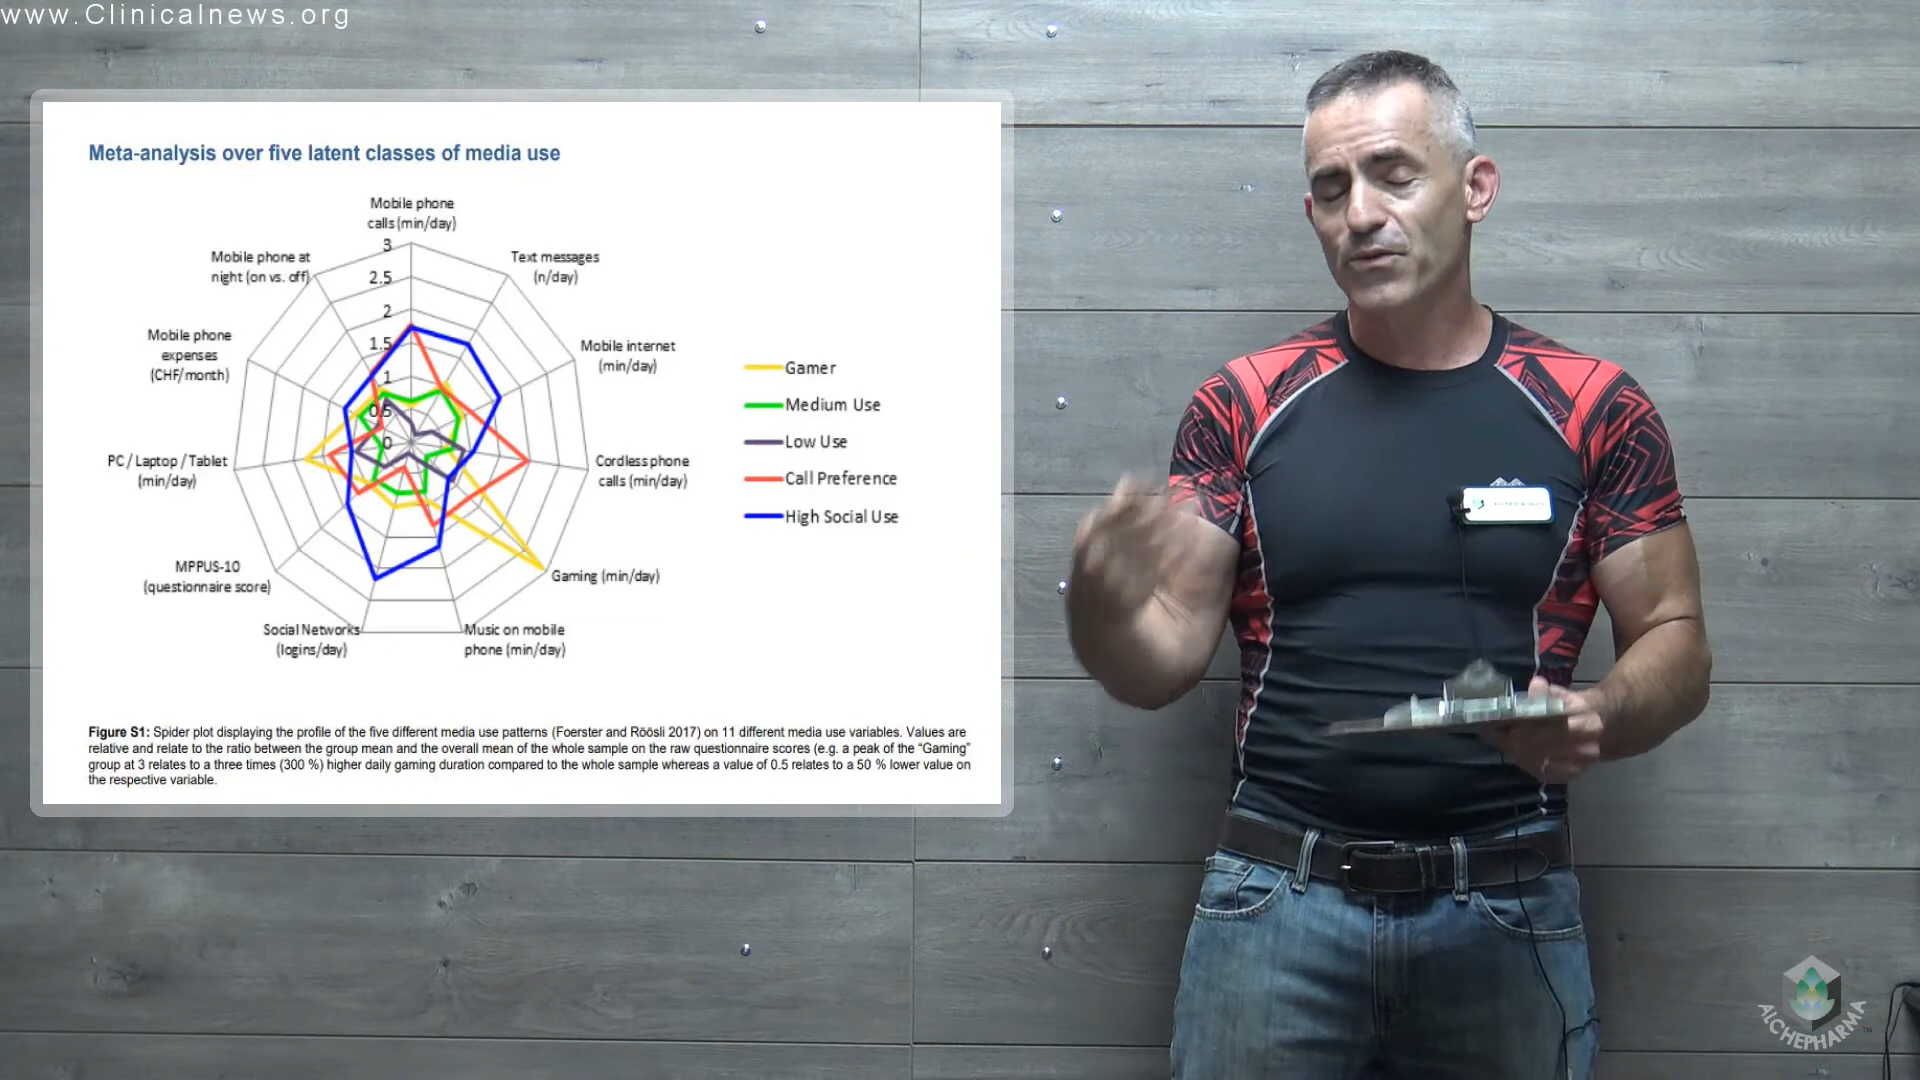 www.Clinicalnews.org
Meta-analysis over five latent classes of media use
Mobile phone
calls (min/day)
Text messages
(n/day)
Mobile internet
(min/day)
Cordless phone
calls (min/day)
Gaming (min/day)
Music on mobile
phone (min/day)
Social Networks
(logins/day)
MPPUS-10
(questionnaire score)
PC / Laptop / Tablet
(min/day)
Mobile phone
expenses
(CHF/month)
Mobile phone at
night (on vs. off)
3
2.5
2
1.5
1
0.5
0
Gamer
Medium Use
Low Use
Call Preference
High Social Use
Figure S1: Spider plot displaying the profile of the five different media use patterns (Foerster and Röösli 2017) on 11 different media use variables. Values are
relative and relate to the ratio between the group mean and the overall mean of the whole sample on the raw questionnaire scores (e.g. a peak of the “Gaming”
group at 3 relates to a three times (300 %) higher daily gaming duration compared to the whole sample whereas a value of 0.5 relates to a 50 % lower value on
the respective variable.
ALCHEPHARMA™